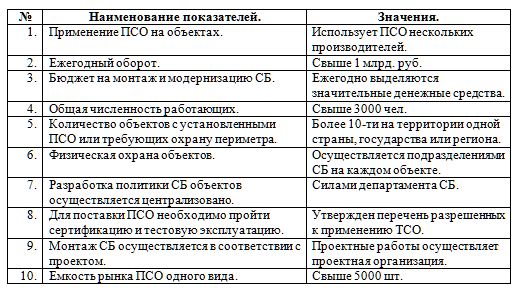 № Наименование показателей. Значения.
1. Применение ПСО на объектах. Использует ПСО нескольких
производителей.
2. Ежегодный оборот. Свыше 1 млрд. руб.
3. Бюджет на монтаж и модернизацию СБ. Ежегодно выделяются
значительные денежные средства.
4. Общая численность работающих. Свыше 3000 чел.
5. Количество объектов с установленными Более 10-ти на территории одной
ПСО или требующих охрану периметра. страны, государства или региона.
6. Физическая охрана объектов. Осуществляется подразделениями
СБ на каждом объекте.
7. Разработка политики СБ объектов Силами департамента СБ.
осуществляется централизовано.
8. Для поставки ПСО необходимо пройти Утвержден перечень разрешенных
сертификацию и тестовую эксплуатацию. к применению ТСО.
9. Монтаж СБ осуществляется в соответствии с Проектные работы осуществляет
проектом. проектная организация.
10. Емкость рынка ПСО одного вида. Свыше 5000 шт.